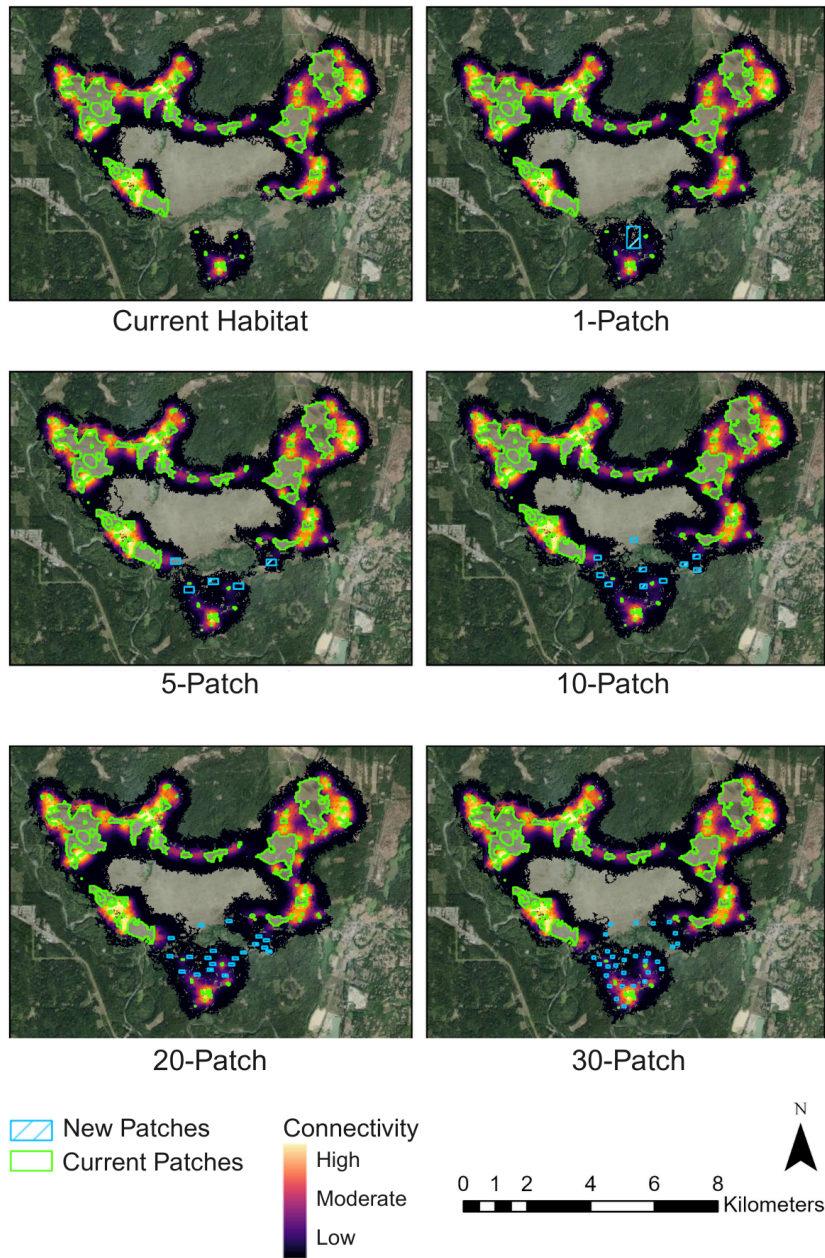 Current Habitat
1-Patch
5-Patch
10-Patch
20-Patch
30-Patch
New Patches
Current Patches
Connectivity
High
Moderate
Low
N
0 1 2 4 6 8
Kilometers